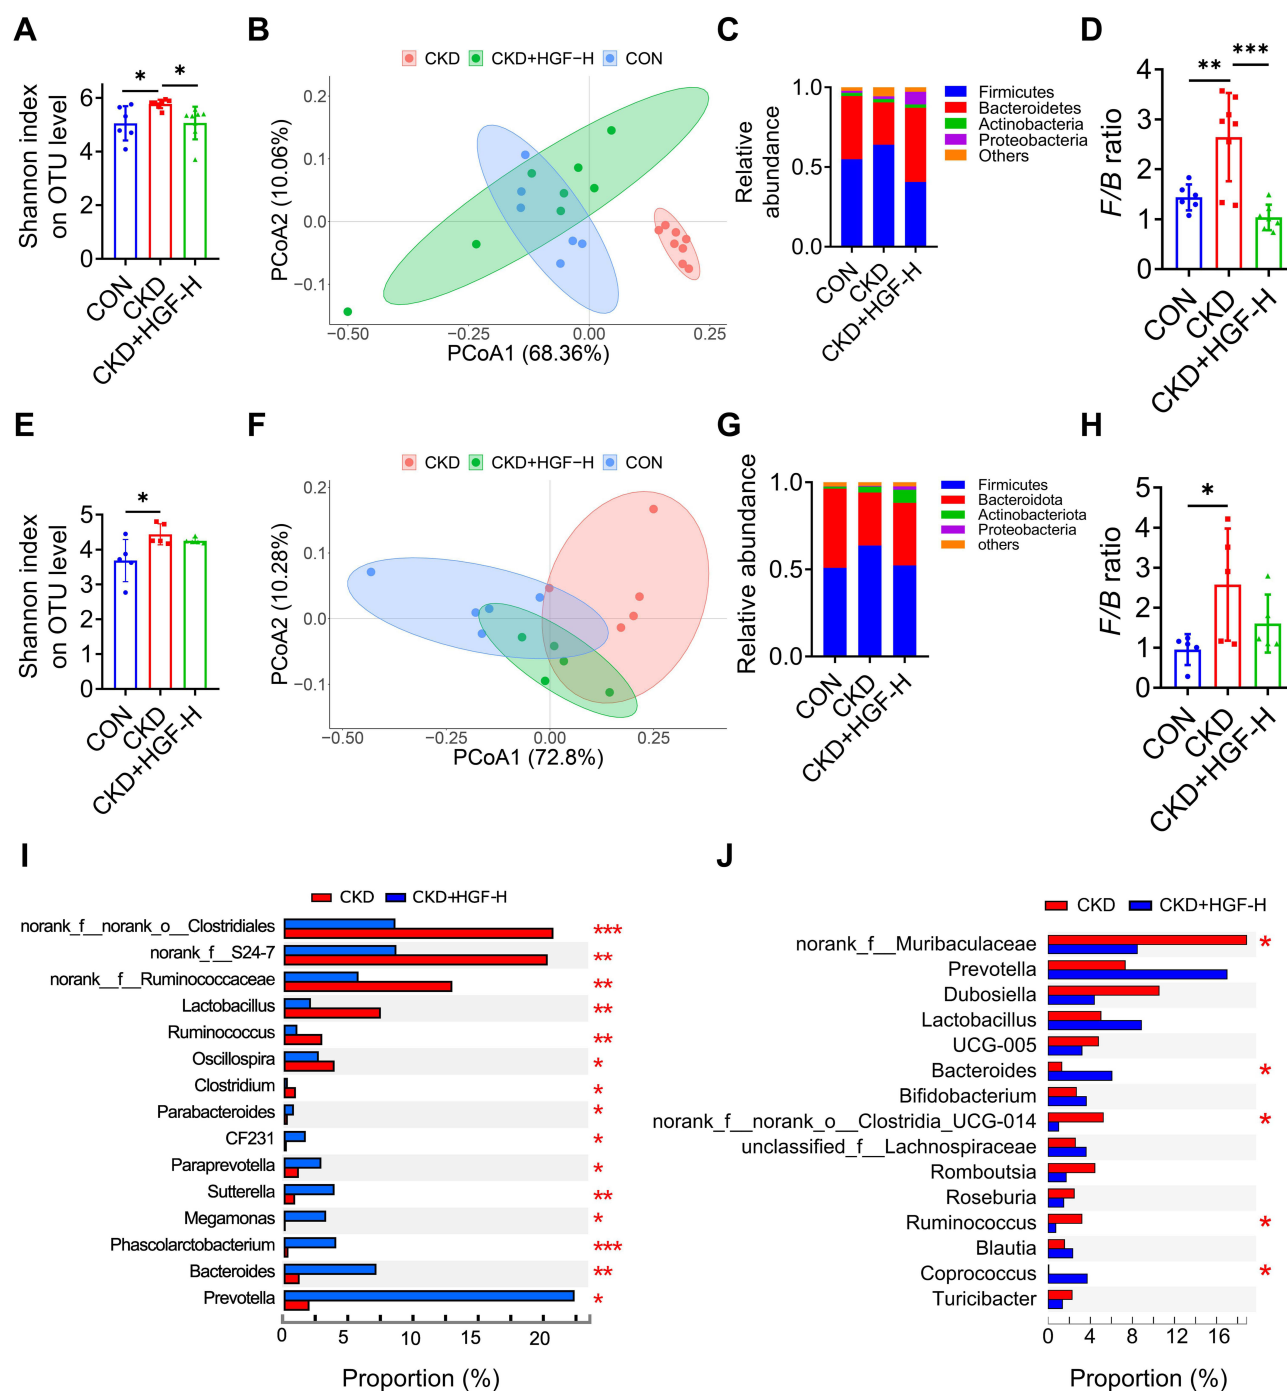 A
Shannon index
on OTU level
6
4
2
0
*
*
CON
CKD
CKD+HGF-H
B
CKD
CKD+HGF−H
CON
PCoA2 (10.06%)
0.2
0.1
0.0
−0.1
−0.50
−0.25
0.00
0.25
PCoA1 (68.36%)
C
Relative
abundance
1.0
0.5
0.0
Firmicutes
Bacteroidetes
Actinobacteria
Proteobacteria
Others
CON
CKD
CKD+HGF-H
D
F/B ratio
4
3
2
1
0
**
***
CON
CKD
CKD+HGF-H
E
Shannon index
on OTU level
5
4
3
2
1
0
*
CON
CKD
CKD+HGF-H
F
CKD
CKD+HGF−H
CON
PCoA2 (10.28%)
0.2
0.1
0.0
−0.1
−0.50
−0.25
0.00
0.25
PCoA1 (72.8%)
G
Relative abundance
1.0
0.5
0.0
Firmicutes
Bacteroidota
Actinobacteriota
Proteobacteria
others
CON
CKD
CKD+HGF-H
H
F/B ratio
5
4
3
2
1
0
*
CON
CKD
CKD+HGF-H
I
CKD
CKD+HGF-H
norank_f__norank_o__Clostridiales ***
norank_f__S24-7 **
norank__f__Ruminococcaceae **
Lactobacillus **
Ruminococcus **
Oscillospira *
Clostridium *
Parabacteroides *
CF231 *
Paraprevotella *
Sutterella **
Megamonas *
Phascolarctobacterium ***
Bacteroides **
Prevotella *
0 5 10 15 20
Proportion (%)
J
CKD
CKD+HGF-H
norank_f__Muribaculaceae *
Prevotella
Dubosiella
Lactobacillus
UCG-005
Bacteroides *
Bifidobacterium
norank_f__norank_o__Clostridia_UCG-014 *
unclassified_f__Lachnospiraceae
Romboutsia
Roseburia
Ruminococcus *
Blautia
Coprococcus *
Turicibacter
0 4 8 12 16
Proportion (%)